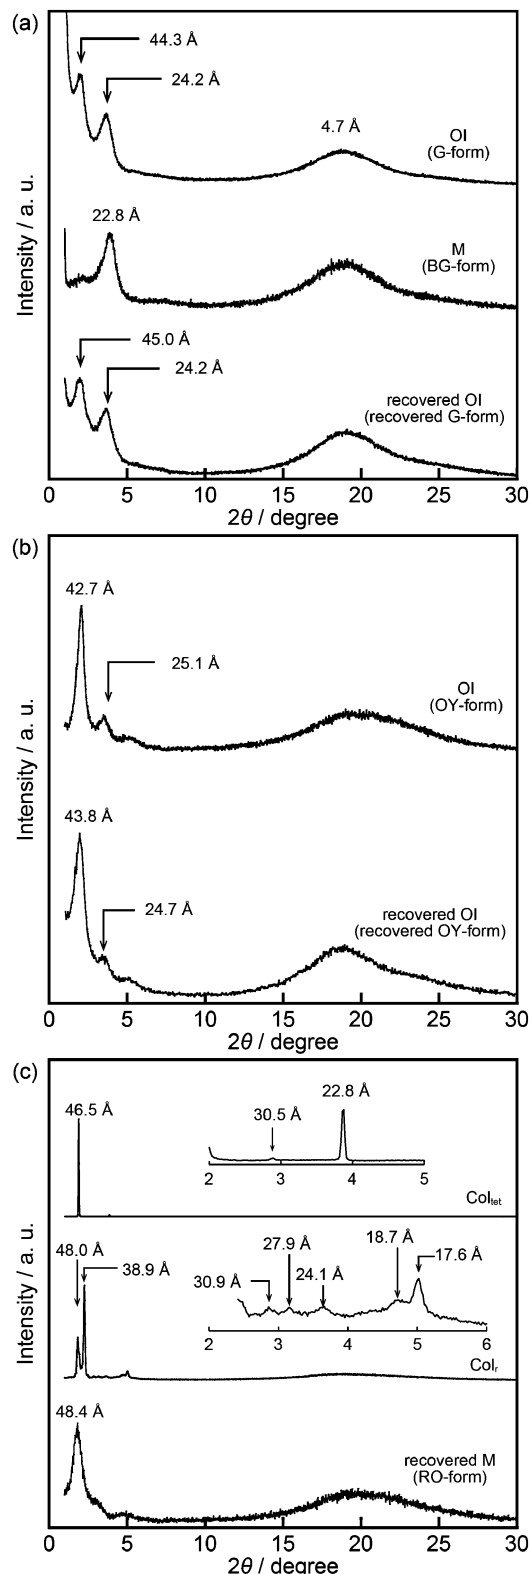 (a)
44.3 Å
24.2 Å
4.7 Å
OI
(G-form)
22.8 Å
M
(BG-form)
45.0 Å
24.2 Å
recovered OI
(recovered G-form)
Intensity / a. u.
0 5 10 15 20 25 30
2θ / degree
(b)
42.7 Å
25.1 Å
OI
(OY-form)
43.8 Å
24.7 Å
recovered OI
(recovered OY-form)
Intensity / a. u.
0 5 10 15 20 25 30
2θ / degree
(c)
46.5 Å
22.8 Å
30.5 Å
2 3 4 5
Coltet
48.0 Å
38.9 Å
27.9 Å
18.7 Å
17.6 Å
30.9 Å
24.1 Å
2 3 4 5 6
Colr
48.4 Å
recovered M
(RO-form)
Intensity / a. u.
0 5 10 15 20 25 30
2θ / degree